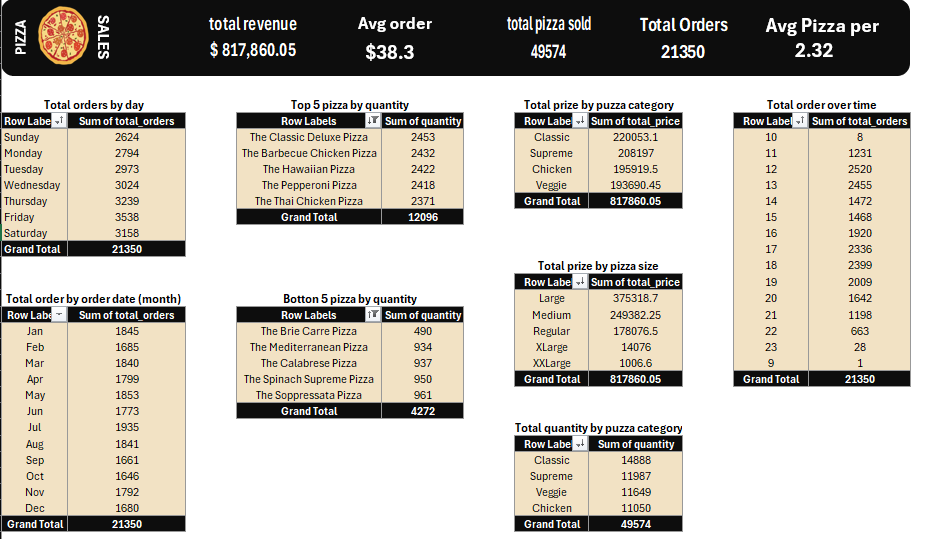 PIZZA
SALES
total revenue
$ 817,860.05
Avg order
$38.3
total pizza sold
49574
Total Orders
21350
Avg Pizza per
2.32
Total orders by day
Row Labe Sum of total_orders
Sunday 2624
Monday 2794
Tuesday 2973
Wednesday 3024
Thursday 3239
Friday 3538
Saturday 3158
Grand Total 21350
Total order by order date (month)
Row Labe Sum of total_orders
Jan 1845
Feb 1685
Mar 1840
Apr 1799
May 1853
Jun 1773
Jul 1935
Aug 1841
Sep 1661
Oct 1646
Nov 1792
Dec 1680
Grand Total 21350
Top 5 pizza by quantity
Row Labels Sum of quantity
The Classic Deluxe Pizza 2453
The Barbecue Chicken Pizza 2432
The Hawaiian Pizza 2422
The Pepperoni Pizza 2418
The Thai Chicken Pizza 2371
Grand Total 12096
Botton 5 pizza by quantity
Row Labels Sum of quantity
The Brie Carre Pizza 490
The Mediterranean Pizza 934
The Calabrese Pizza 937
The Spinach Supreme Pizza 950
The Soppressata Pizza 961
Grand Total 4272
Total prize by puzza category
Row Labe Sum of total_price
Classic 220053.1
Supreme 208197
Chicken 195919.5
Veggie 193690.45
Grand Total 817860.05
Total prize by pizza size
Row Labe Sum of total_price
Large 375318.7
Medium 249382.25
Regular 178076.5
XLarge 14076
XXLarge 1006.6
Grand Total 817860.05
Total quantity by puzza category
Row Labe Sum of quantity
Classic 14888
Supreme 11987
Veggie 11649
Chicken 11050
Grand Total 49574
Total order over time
Row Label Sum of total_orders
10 8
11 1231
12 2520
13 2455
14 1472
15 1468
16 1920
17 2336
18 2399
19 2009
20 1642
21 1198
22 663
23 28
9 1
Grand Total 21350